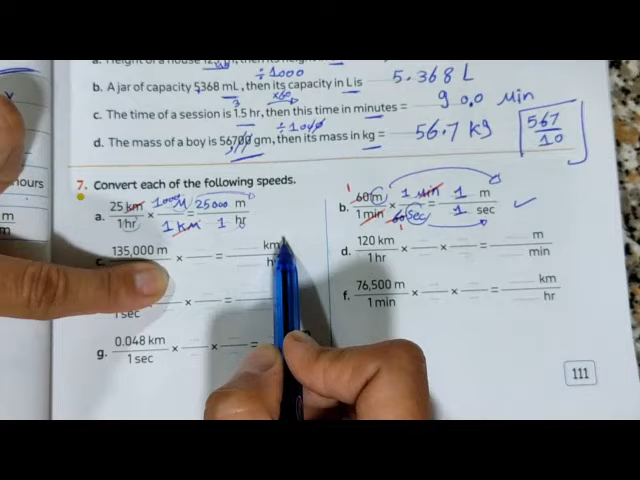 a. Height of a house 12
÷1000
b. A jar of capacity 5368 mL, then its capacity in L is 5.368 L
×60
c. The time of a session is 1.5 hr, then this time in minutes = 90.0 Min
÷1000
d. The mass of a boy is 56700 gm, then its mass in kg = 56.7 kg
567/10
hours
m
7. Convert each of the following speeds.
a. 25 km/1 hr × 1000 M/1 km = 25000 m/1 hr
b. 60 m/1 min × 1 min/60 sec = 1 m/1 sec
c. 135,000 m × = km/h
d. 120 km/1 hr × × = m/min
1 sec × =
f. 76,500 m/1 min × × = km/hr
g. 0.048 km/1 sec × × =
111